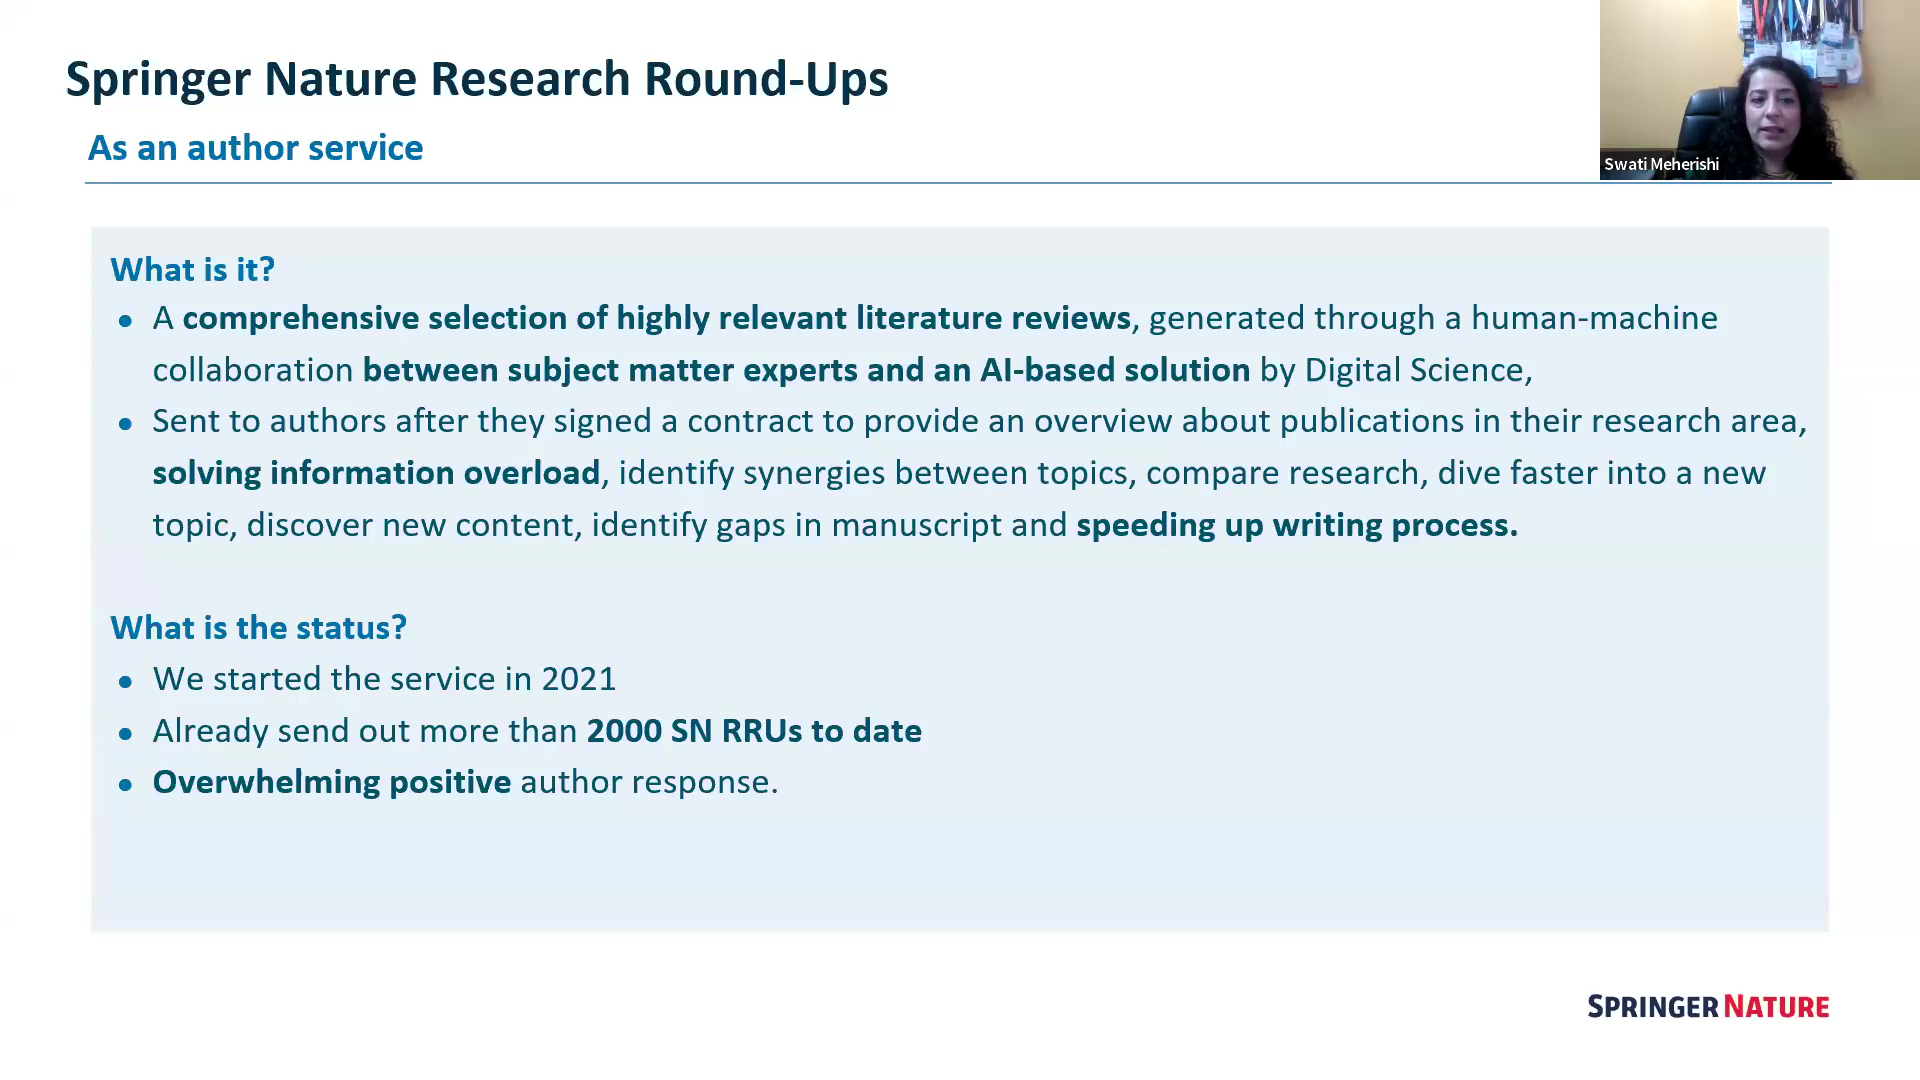 Springer Nature Research Round-Ups
As an author service
Swati Meherishi
What is it?
• A comprehensive selection of highly relevant literature reviews, generated through a human-machine
collaboration between subject matter experts and an AI-based solution by Digital Science,
• Sent to authors after they signed a contract to provide an overview about publications in their research area,
solving information overload, identify synergies between topics, compare research, dive faster into a new
topic, discover new content, identify gaps in manuscript and speeding up writing process.
What is the status?
• We started the service in 2021
• Already send out more than 2000 SN RRUs to date
• Overwhelming positive author response.
SPRINGER NATURE